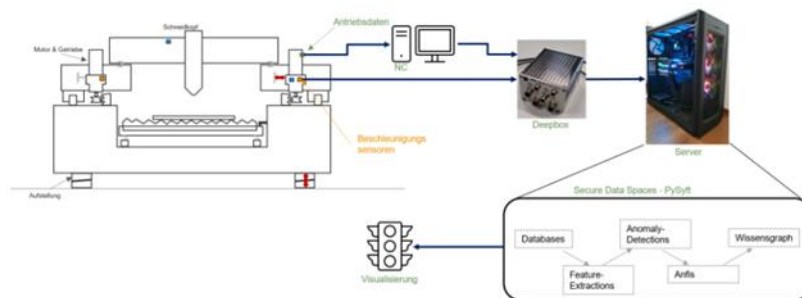 Schneidkopf
Antriebsdaten
Motor & Getriebe
NC
Deepbox
Server
Beschleunigungs
sensoren
Aufstellung
Secure Data Spaces - PySyft
Databases
Anomaly-
Detections
Wissensgraph
Feature-
Extractions
Anfis
Visualisierung